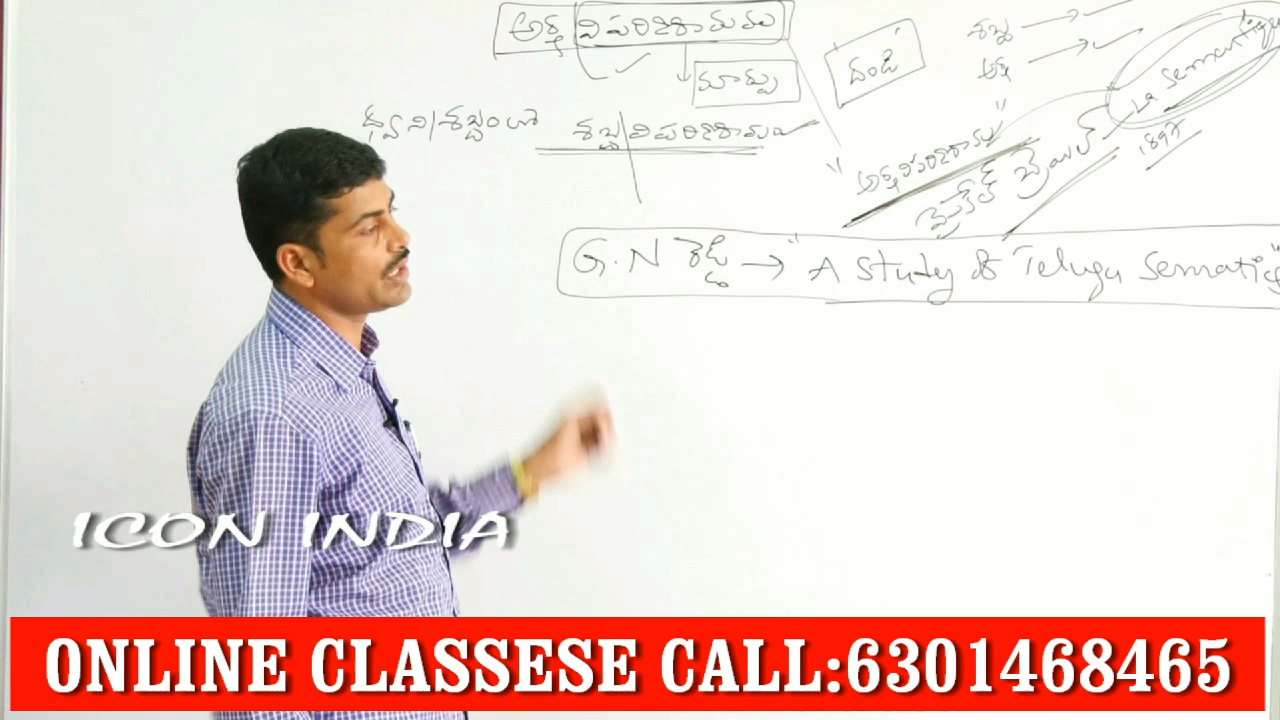 అర్థ విపరిణామము
మార్పు
దండి
శబ్ద →
అర్థ →
La Semantique
1897
ధ్వని/శబ్దంలో
శబ్ద విపరిణామం
"అర్థవిపరిణామం"
మైకేల్ బ్రెయిల్
G.N రెడ్డి → "A Study of Telugu Semantics"
ICON INDIA
ONLINE CLASSESE CALL:6301468465